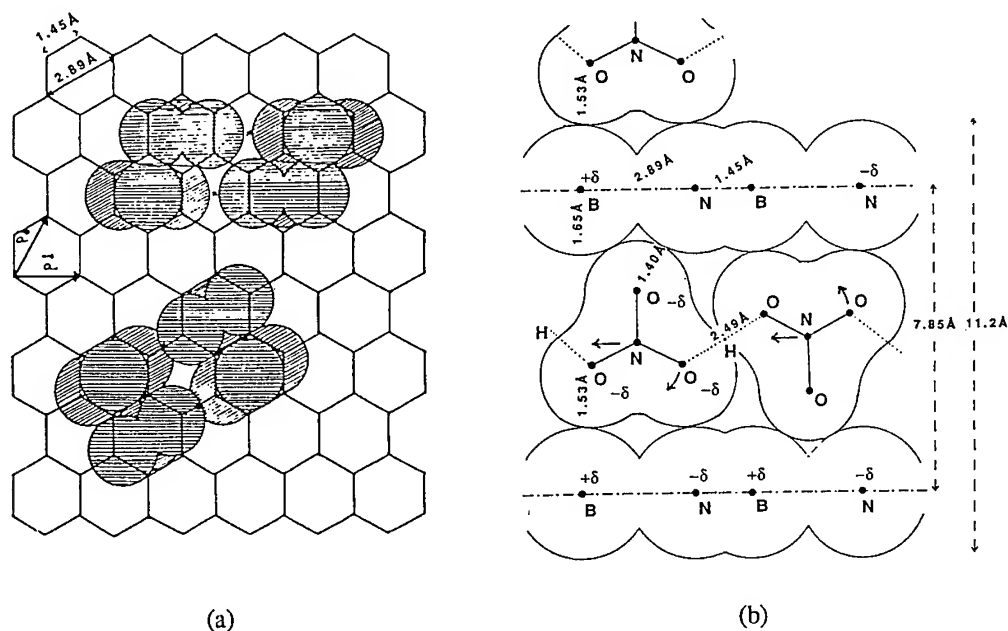 1.45Å
2.89Å
(a)
O N O
1.53Å
+δ 2.89Å 1.45Å -δ
B N B N
1.65Å
1.40Å
O -δ
H N 2.49Å O N O
O -δ O -δ H
1.53Å O
7.85Å 11.2Å
+δ -δ +δ -δ
B N B N
(b)